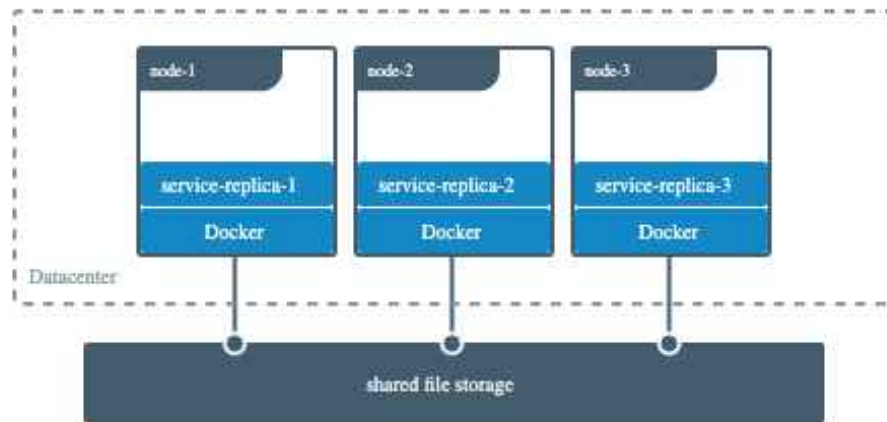 node-1
node-2
node-3
service-replica-1
service-replica-2
service-replica-3
Docker
Docker
Docker
Datacenter
shared file storage